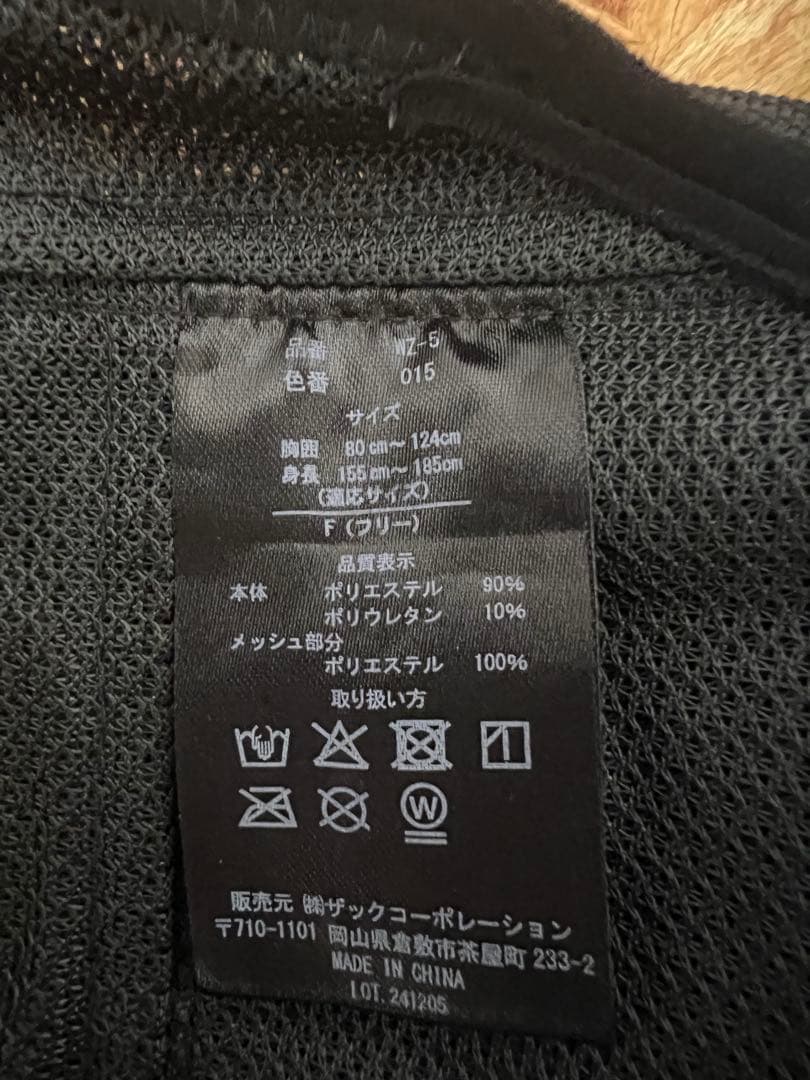 品番 WZ-5
色番 015
サイズ
胸囲 80cm～124cm
身長 155cm～185cm
(適応サイズ)
F (フリー)
品質表示
本体 ポリエステル 90%
ポリウレタン 10%
メッシュ部分
ポリエステル 100%
取り扱い方
W
販売元 ㈱ザックコーポレーション
〒710-1101 岡山県倉敷市茶屋町 233-2
MADE IN CHINA
LOT.241205